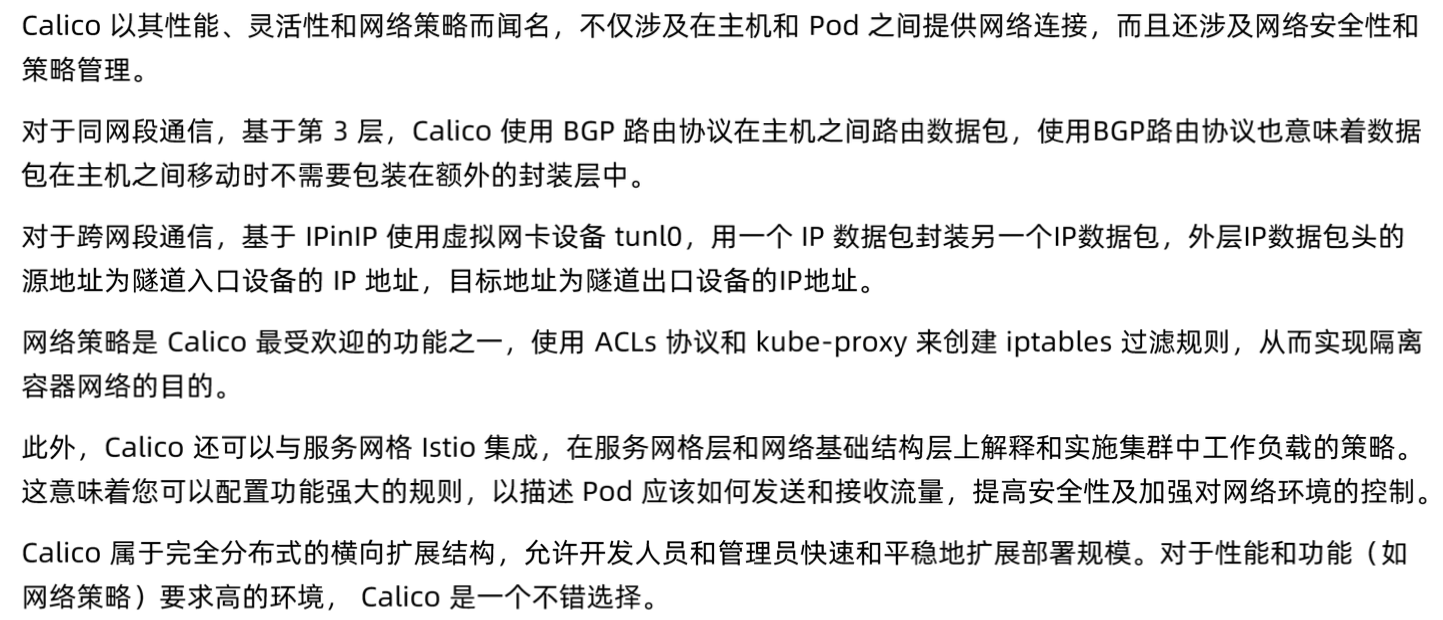 Calico 以其性能、灵活性和网络策略而闻名，不仅涉及在主机和 Pod 之间提供网络连接，而且还涉及网络安全性和
策略管理。
对于同网段通信，基于第 3 层，Calico 使用 BGP 路由协议在主机之间路由数据包，使用BGP路由协议也意味着数据
包在主机之间移动时不需要包装在额外的封装层中。
对于跨网段通信，基于 IPinIP 使用虚拟网卡设备 tunl0，用一个 IP 数据包封装另一个IP数据包，外层IP数据包头的
源地址为隧道入口设备的 IP 地址，目标地址为隧道出口设备的IP地址。
网络策略是 Calico 最受欢迎的功能之一，使用 ACLs 协议和 kube-proxy 来创建 iptables 过滤规则，从而实现隔离
容器网络的目的。
此外，Calico 还可以与服务网格 Istio 集成，在服务网格层和网络基础结构层上解释和实施集群中工作负载的策略。
这意味着您可以配置功能强大的规则，以描述 Pod 应该如何发送和接收流量，提高安全性及加强对网络环境的控制。
Calico 属于完全分布式的横向扩展结构，允许开发人员和管理员快速和平稳地扩展部署规模。对于性能和功能（如
网络策略）要求高的环境， Calico 是一个不错选择。